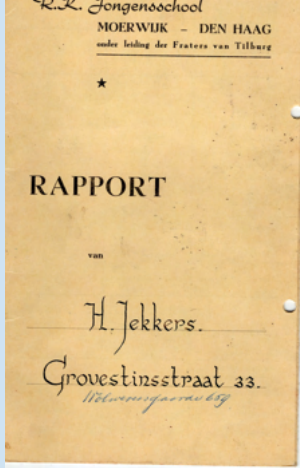 R.K. Jongensschool
MOERWIJK – DEN HAAG
onder leiding der Fraters van Tilburg
★
RAPPORT
van
H. Jekkers.
Grovestinsstraat 33.